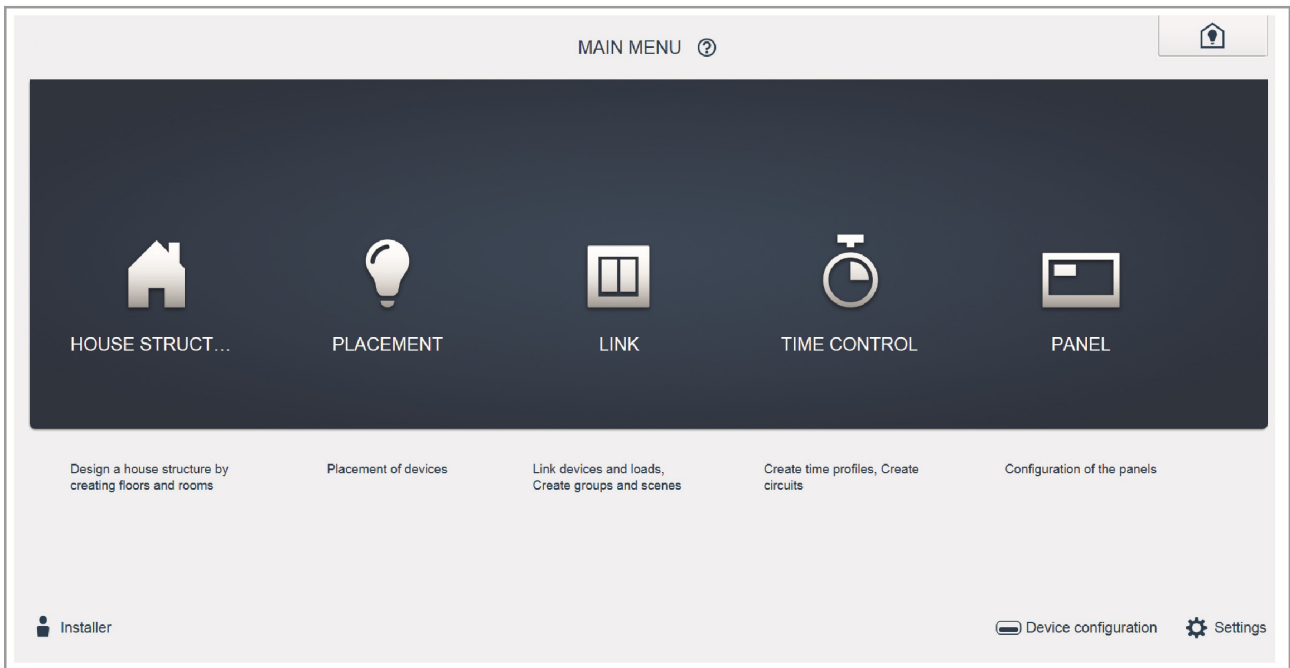 MAIN MENU ?
HOUSE STRUCT...
PLACEMENT
LINK
TIME CONTROL
PANEL
Design a house structure by
creating floors and rooms
Placement of devices
Link devices and loads,
Create groups and scenes
Create time profiles, Create
circuits
Configuration of the panels
Installer
Device configuration
Settings